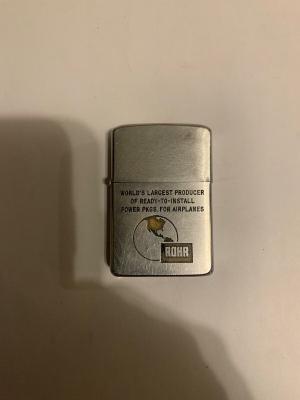 WORLD'S LARGEST PRODUCER
OF READY-TO-INSTALL
POWER PKGS. FOR AIRPLANES
ROHR